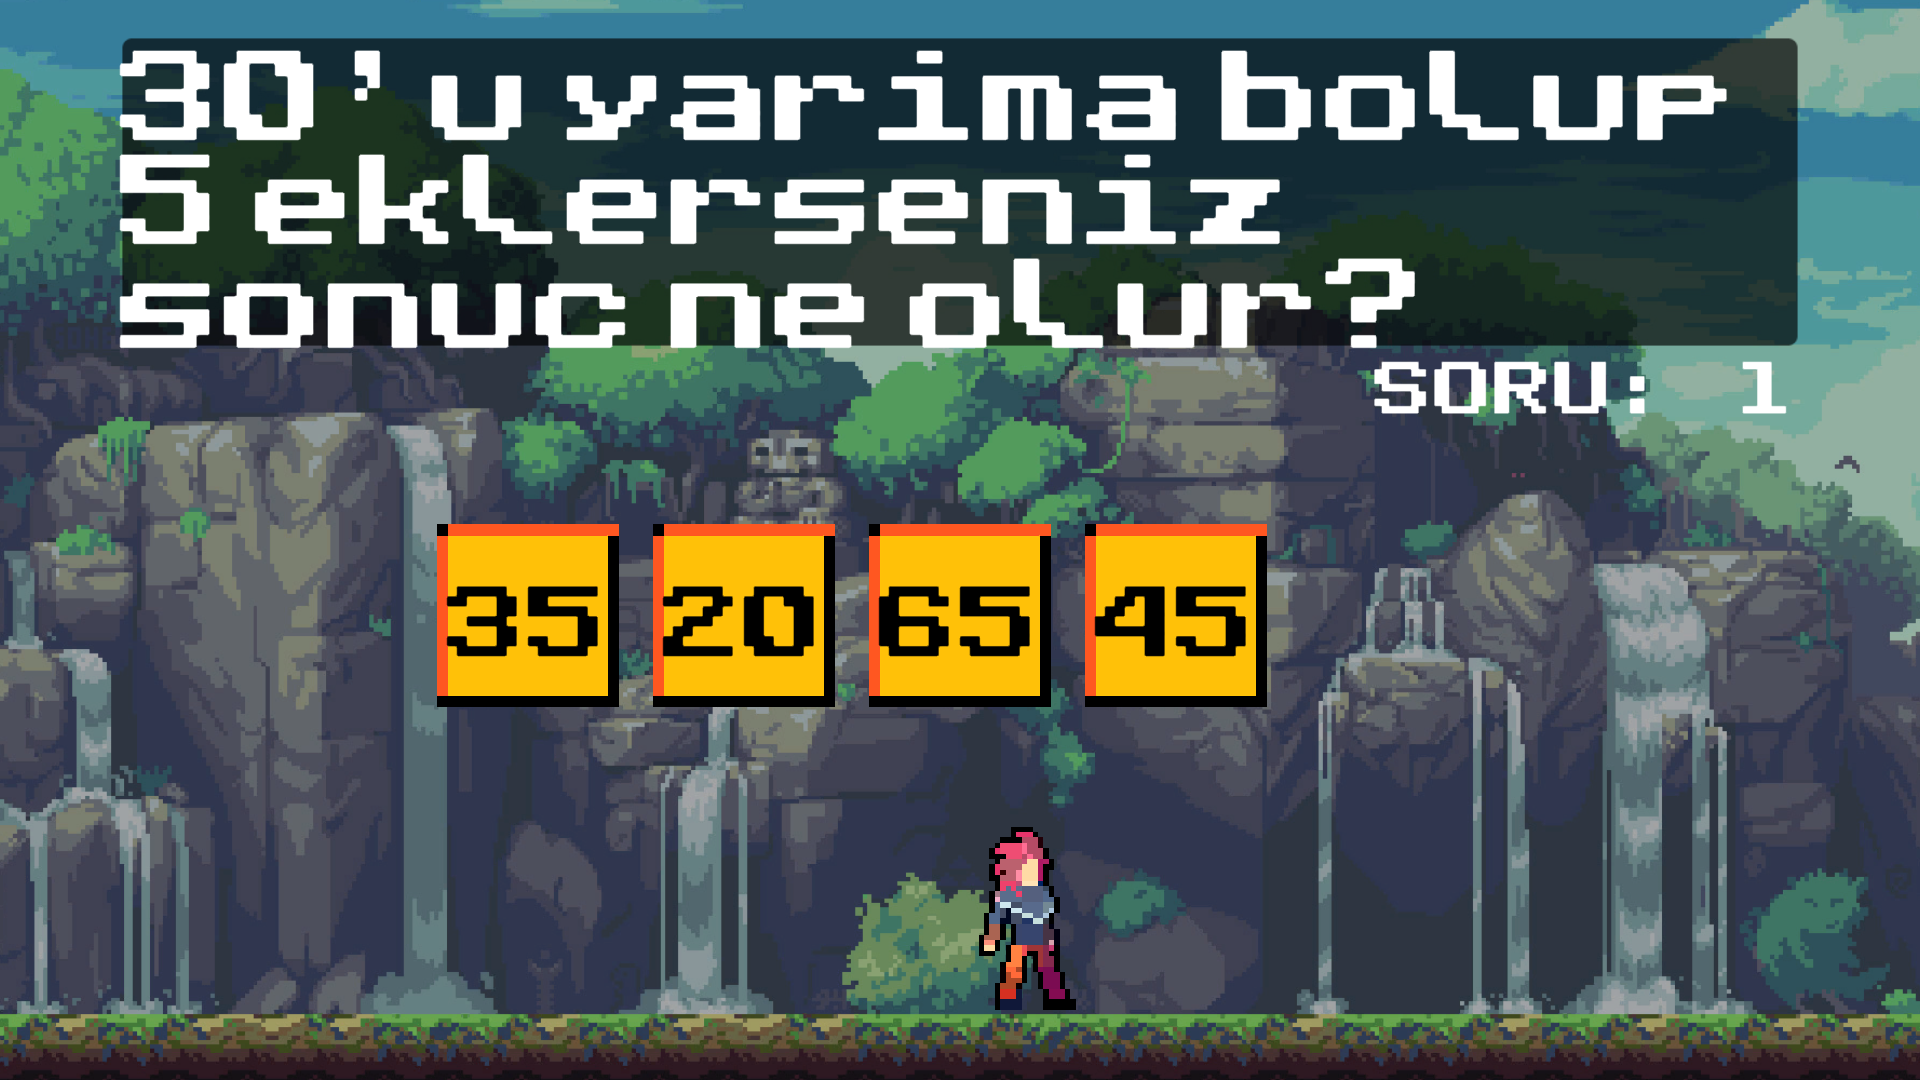 30'u yarima bolup
5 eklerseniz
sonuc ne olur?
SORU: 1
35 20 65 45